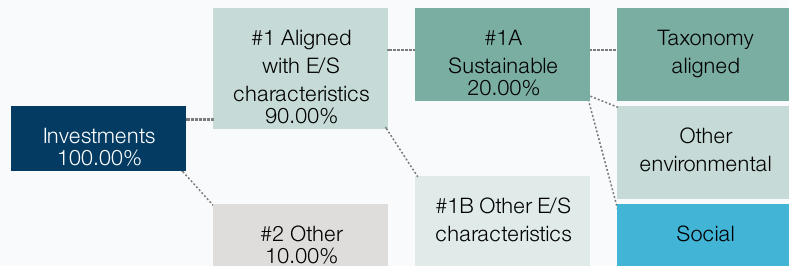 Investments
100.00%
#1 Aligned
with E/S
characteristics
90.00%
#2 Other
10.00%
#1A
Sustainable
20.00%
#1B Other E/S
characteristics
Taxonomy
aligned
Other
environmental
Social